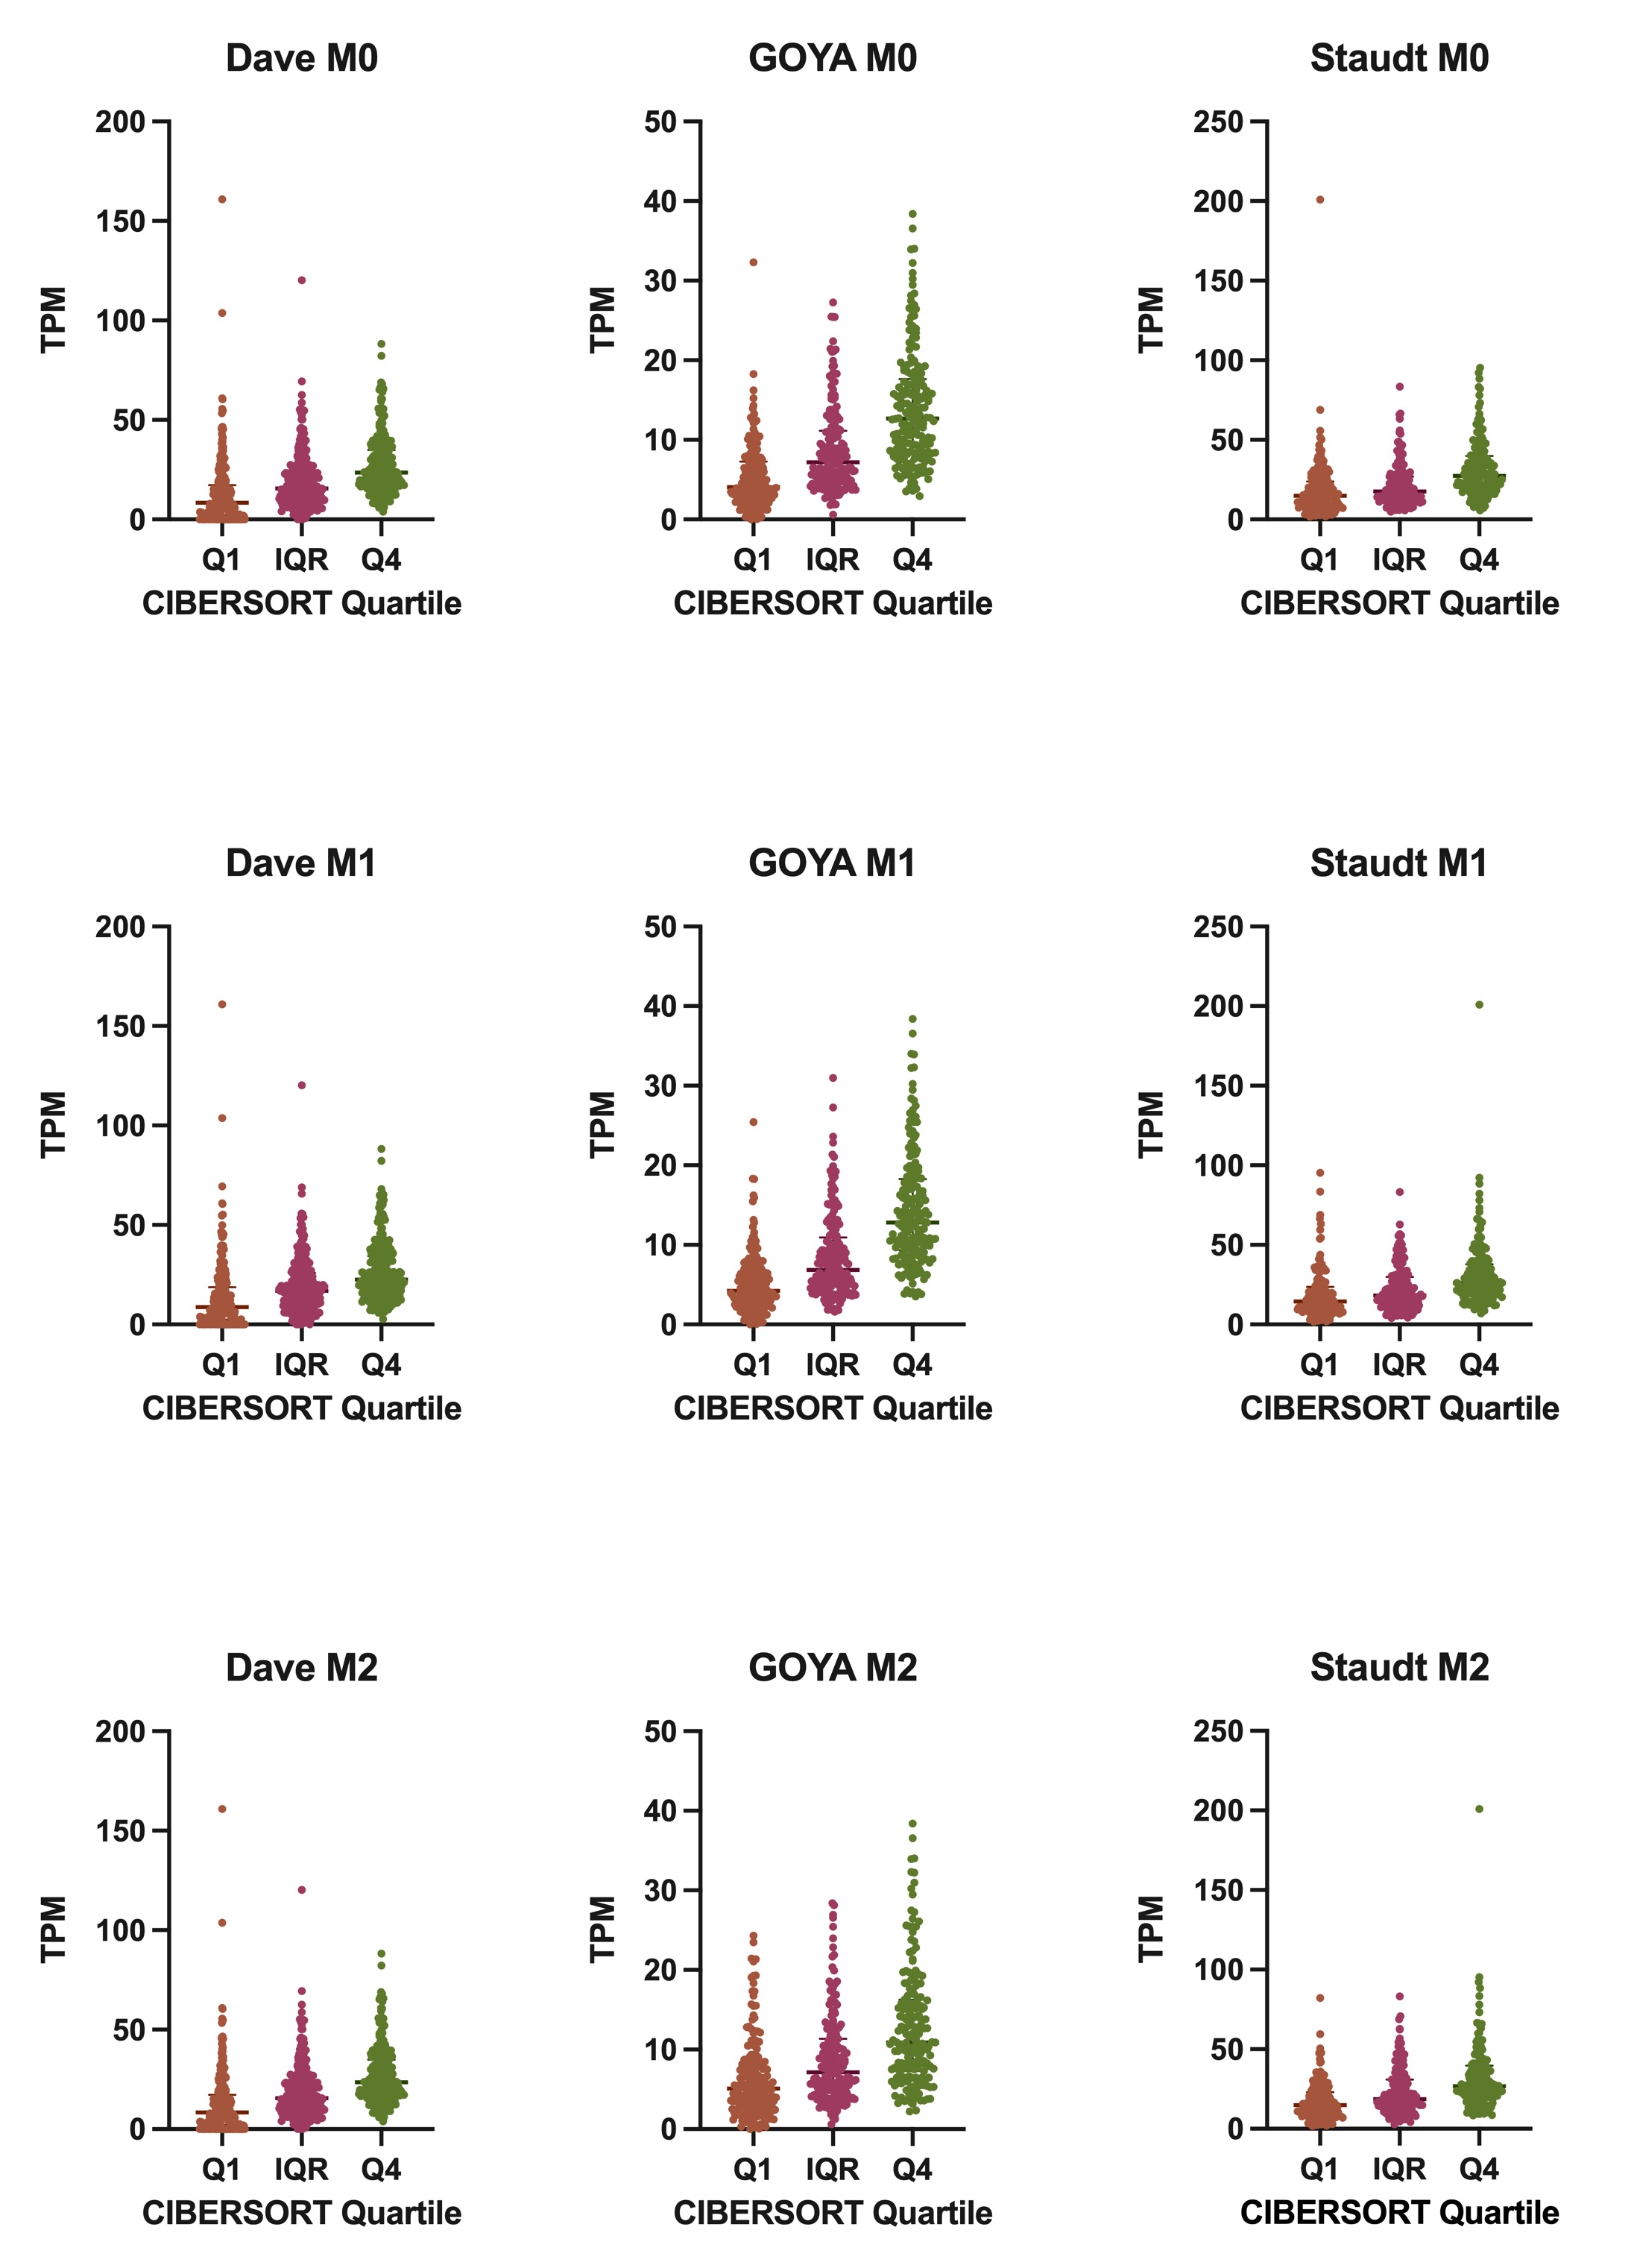 Dave M0
200
150
100
50
0
TPM
Q1 IQR Q4
CIBERSORT Quartile
GOYA M0
50
40
30
20
10
0
TPM
Q1 IQR Q4
CIBERSORT Quartile
Staudt M0
250
200
150
100
50
0
TPM
Q1 IQR Q4
CIBERSORT Quartile
Dave M1
200
150
100
50
0
TPM
Q1 IQR Q4
CIBERSORT Quartile
GOYA M1
50
40
30
20
10
0
TPM
Q1 IQR Q4
CIBERSORT Quartile
Staudt M1
250
200
150
100
50
0
TPM
Q1 IQR Q4
CIBERSORT Quartile
Dave M2
200
150
100
50
0
TPM
Q1 IQR Q4
CIBERSORT Quartile
GOYA M2
50
40
30
20
10
0
TPM
Q1 IQR Q4
CIBERSORT Quartile
Staudt M2
250
200
150
100
50
0
TPM
Q1 IQR Q4
CIBERSORT Quartile